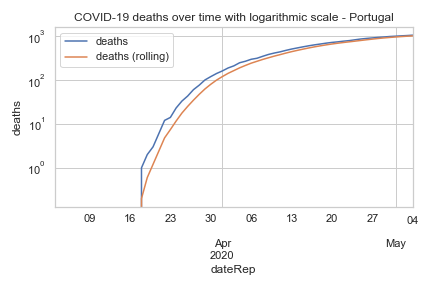 COVID-19 deaths over time with logarithmic scale - Portugal
deaths
deaths (rolling)
10³
10²
10¹
10⁰
deaths
09 16 23 30 06 13 20 27 04
Apr May
2020
dateRep